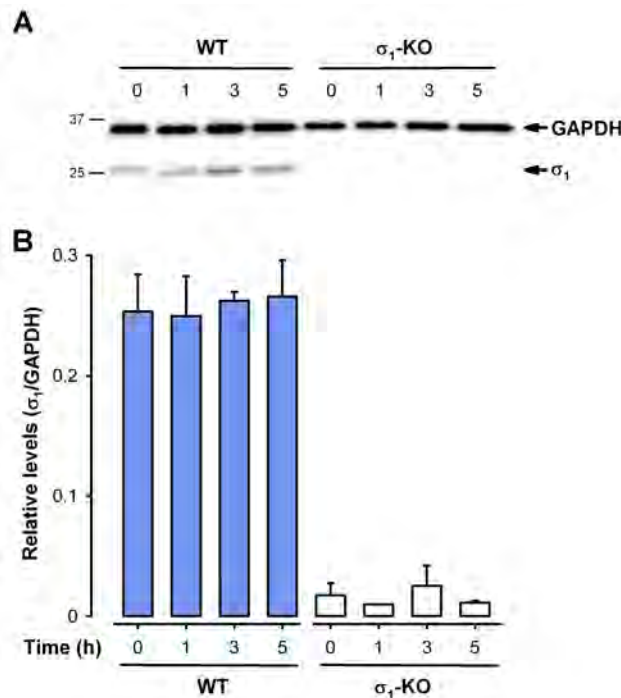 A
WT σ₁-KO
0 1 3 5 0 1 3 5
37
GAPDH
25
σ₁
B
0.3
0.2
0.1
0
Relative levels (σ₁/GAPDH)
Time (h) 0 1 3 5 0 1 3 5
WT σ₁-KO